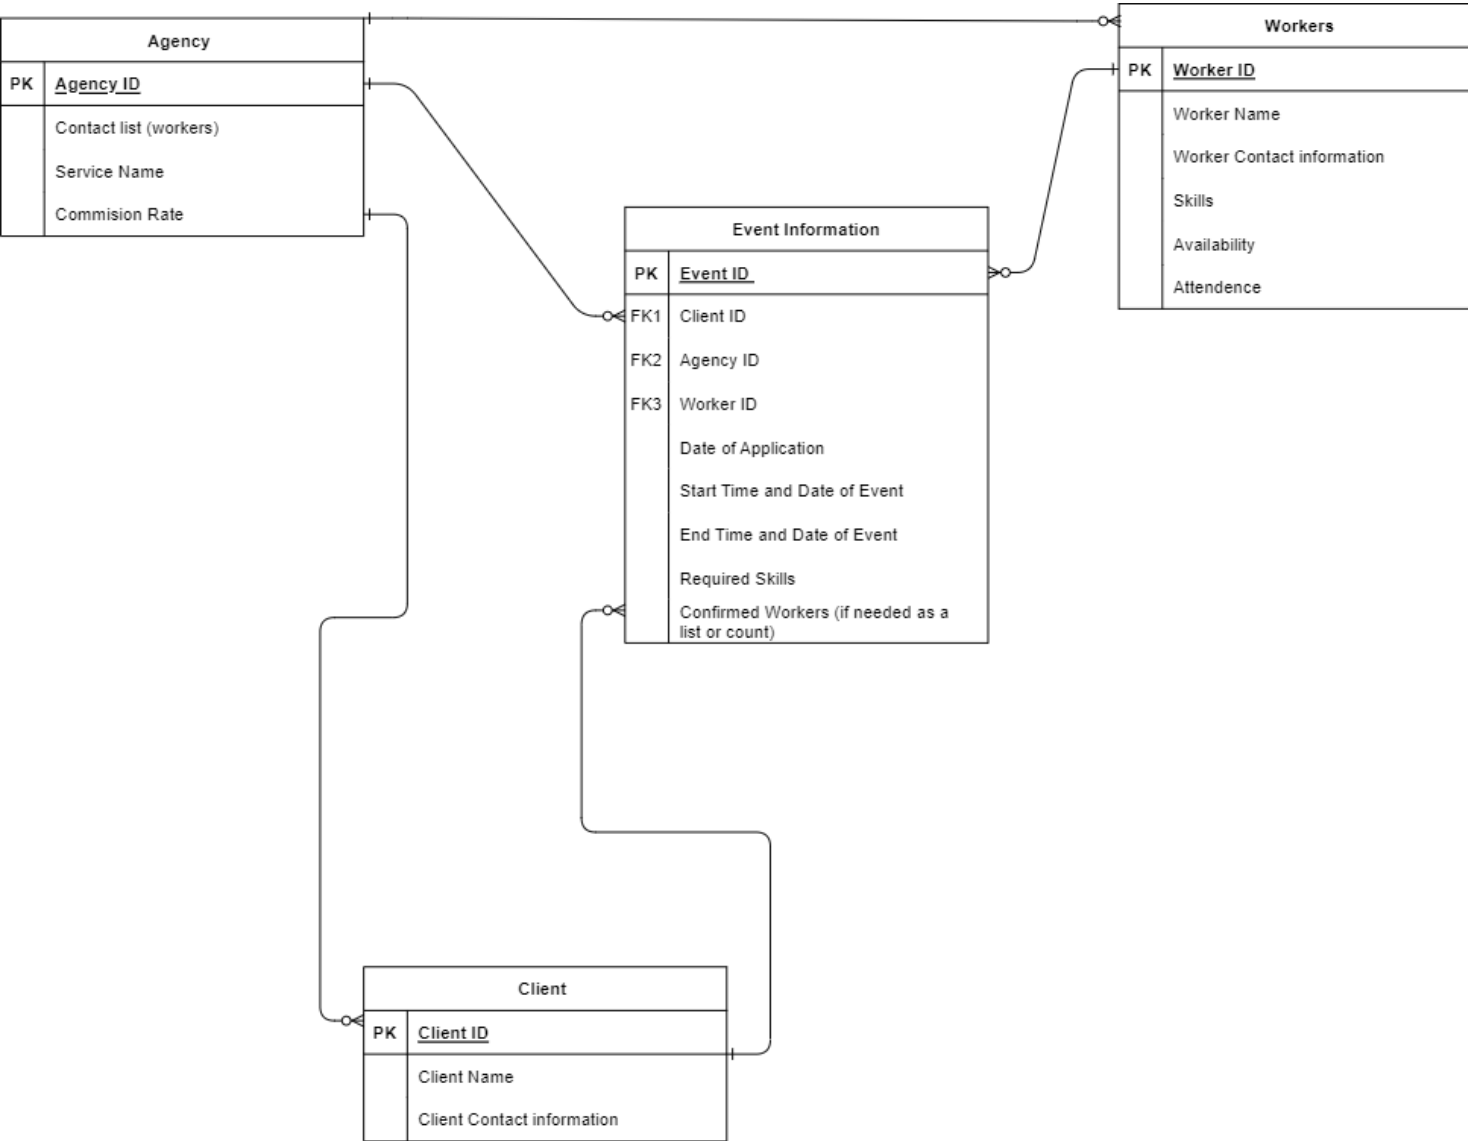 Agency
PK Agency ID
Contact list (workers)
Service Name
Commision Rate
Workers
PK Worker ID
Worker Name
Worker Contact information
Skills
Availability
Attendence
Event Information
PK Event ID
FK1 Client ID
FK2 Agency ID
FK3 Worker ID
Date of Application
Start Time and Date of Event
End Time and Date of Event
Required Skills
Confirmed Workers (if needed as a
list or count)
Client
PK Client ID
Client Name
Client Contact information